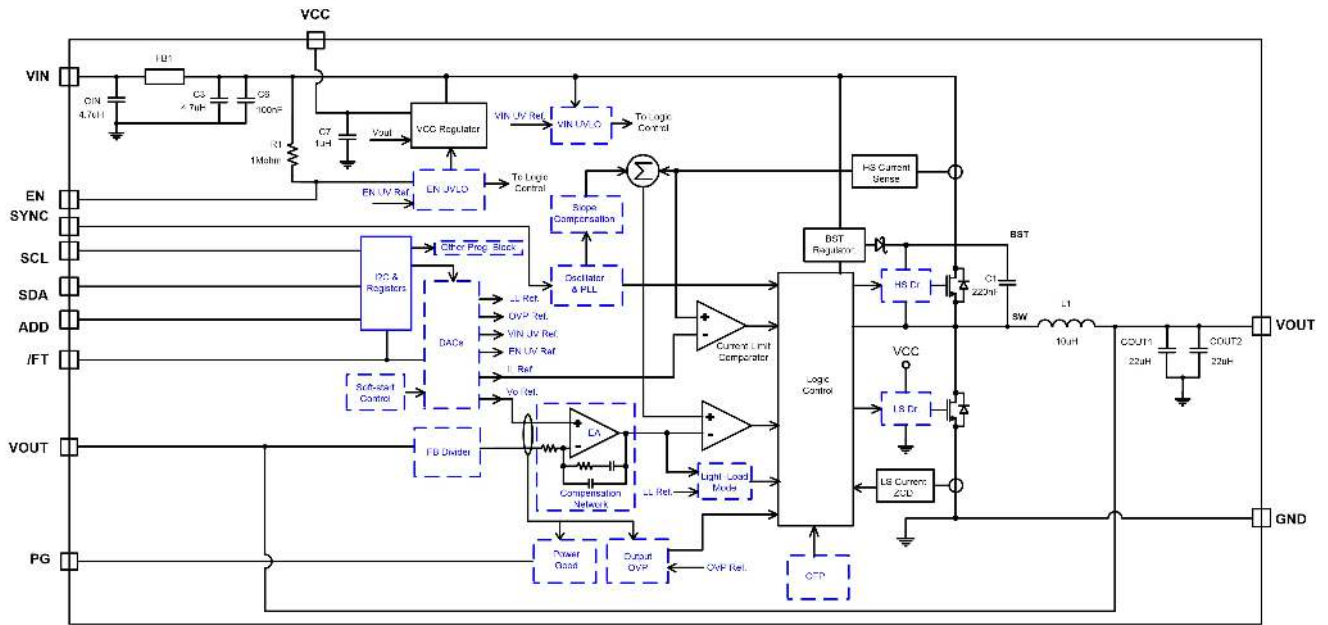 VCC
VIN
FB1
CIN
4.7uH
C3
4.7uH
C6
100nF
R1
1Mohm
C7
1uH
Vout
VCC Regulator
VIN UV Ref.
VIN UVLO
To Logic
Control
EN
EN UV Ref.
EN UVLO
To Logic
Control
Σ
HS Current
Sense
SYNC
Slope
Compensation
SCL
I2C &
Registers
Other Prog. Block
Oscillator
& PLL
BST
Regulator
BST
SDA
ADD
/FT
DACs
LL Ref.
OVP Ref.
VIN UV Ref.
EN UV Ref
IL Ref
Vo Ref.
Current Limit
Comparator
Logic
Control
HS Dr.
C1
220nF
SW
L1
10uH
VOUT
COUT1
22uH
COUT2
22uH
VCC
LS Dr.
Soft-start
Control
VOUT
FB Divider
EA
Compensation
Network
LL Ref.
Light -Load
Mode
LS Current
ZCD
GND
PG
Power
Good
Output
OVP
OVP Ref.
OTP